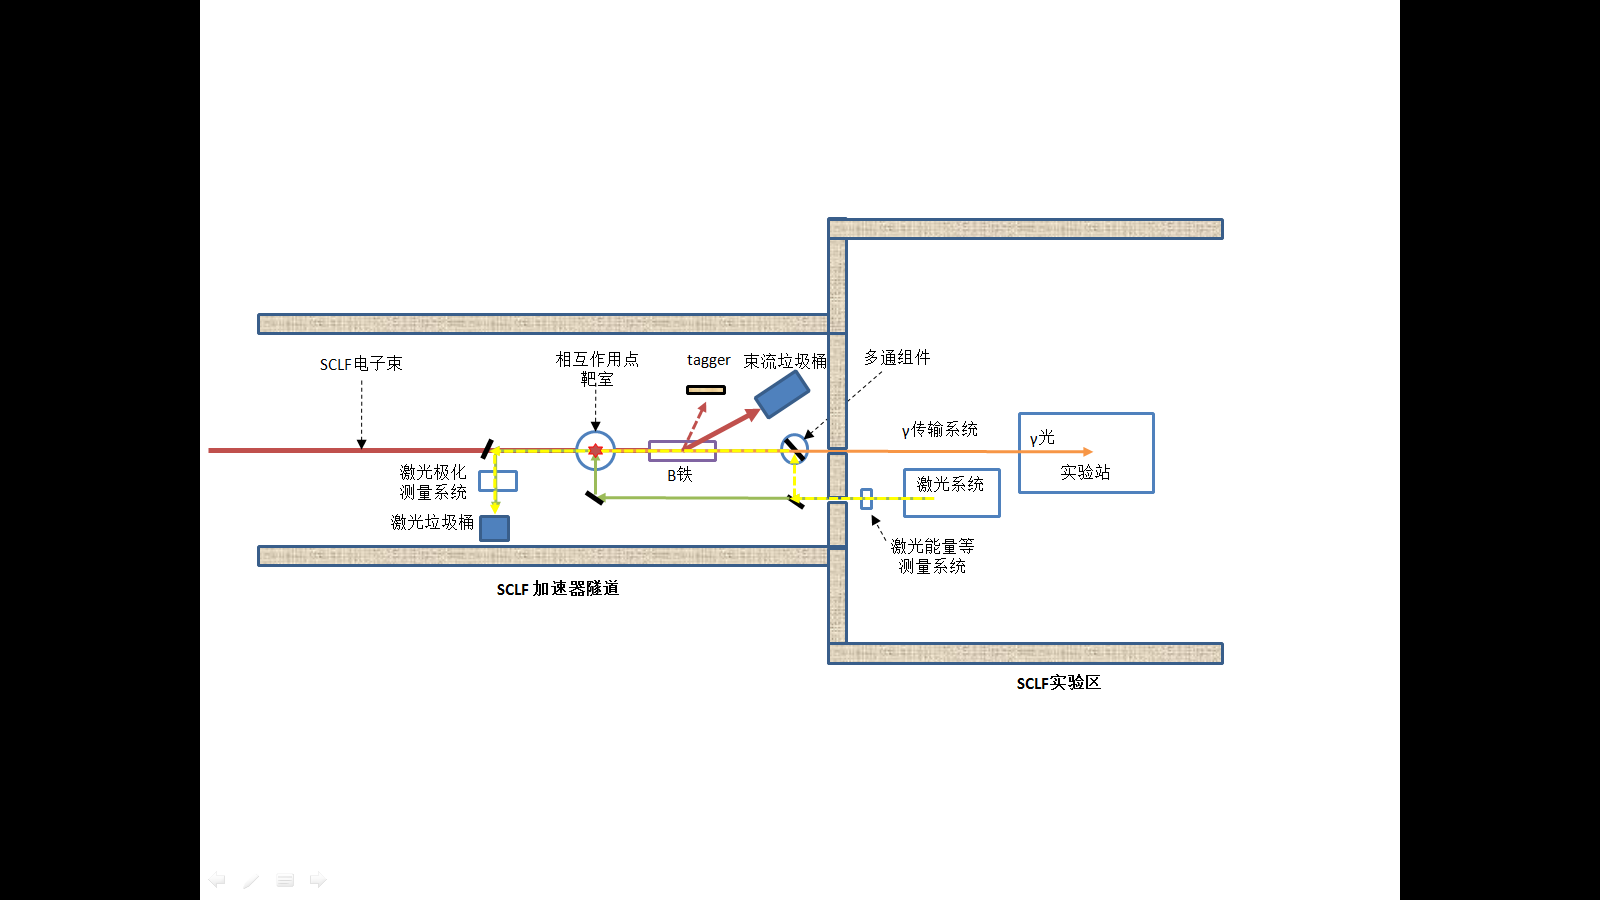 SCLF电子束
相互作用点
靶室
tagger
束流垃圾桶
多通组件
γ传输系统
γ光
实验站
激光极化
测量系统
B铁
激光系统
激光垃圾桶
激光能量等
测量系统
SCLF 加速器隧道
SCLF实验区